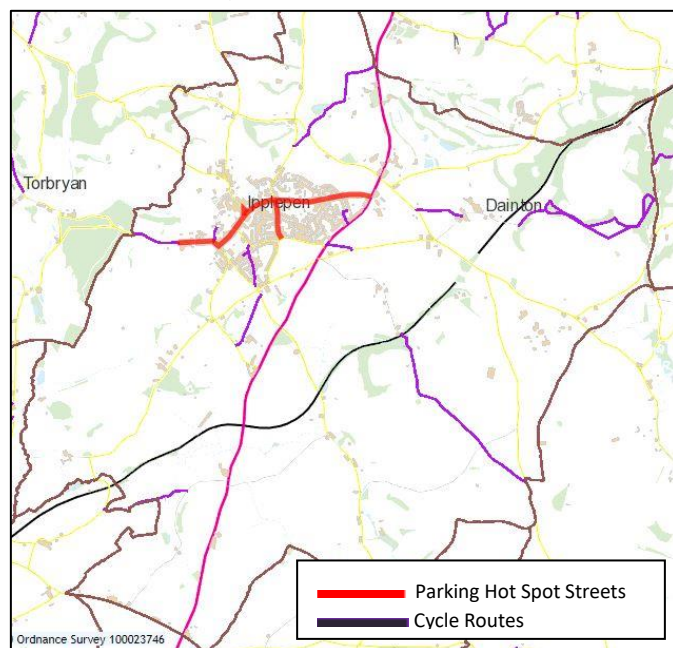 Torbryan
Ipplepen
Dainton
Parking Hot Spot Streets
Cycle Routes
Ordnance Survey 100023746